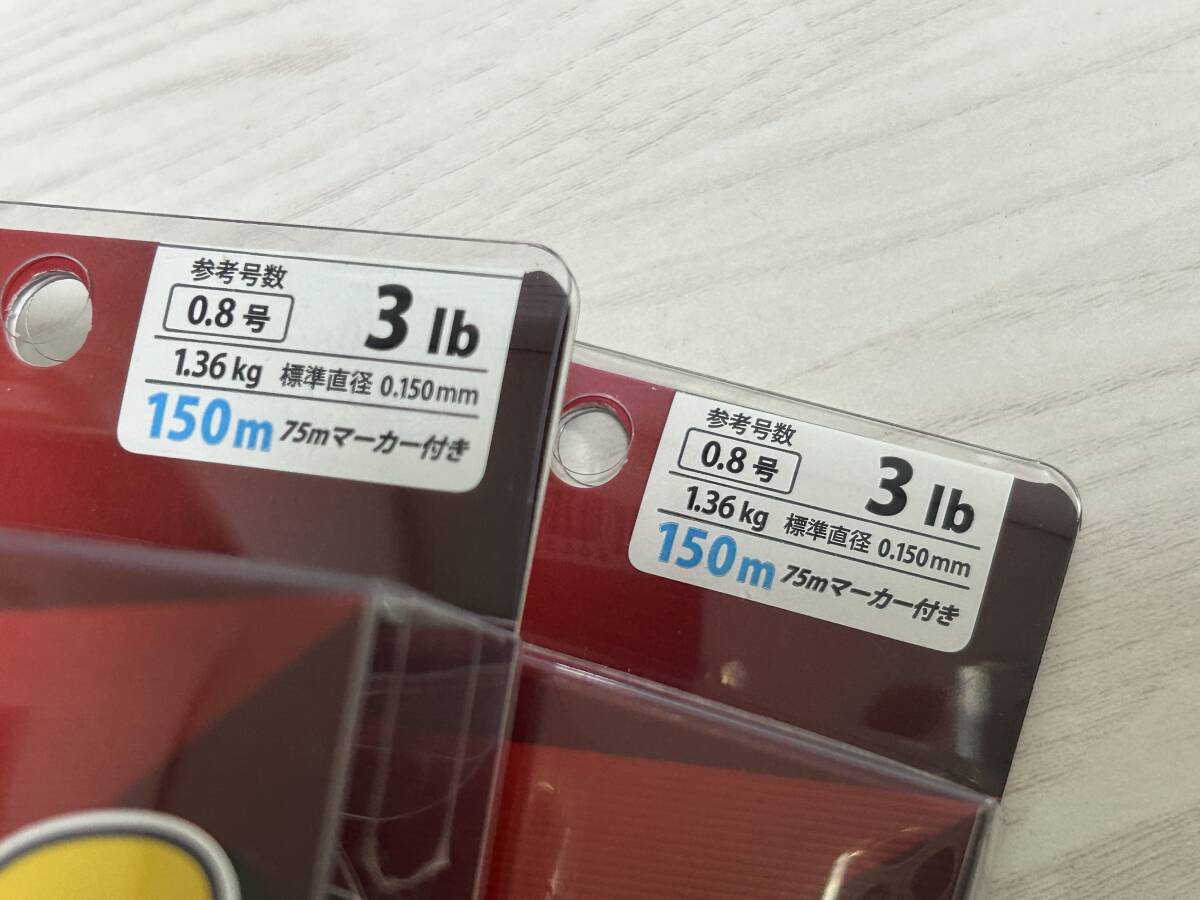 参考号数
0.8 号 3 lb
1.36 kg 標準直径 0.150mm
150m 75mマーカー付き
参考号数
0.8 号 3 lb
1.36 kg 標準直径 0.150mm
150m 75mマーカー付き